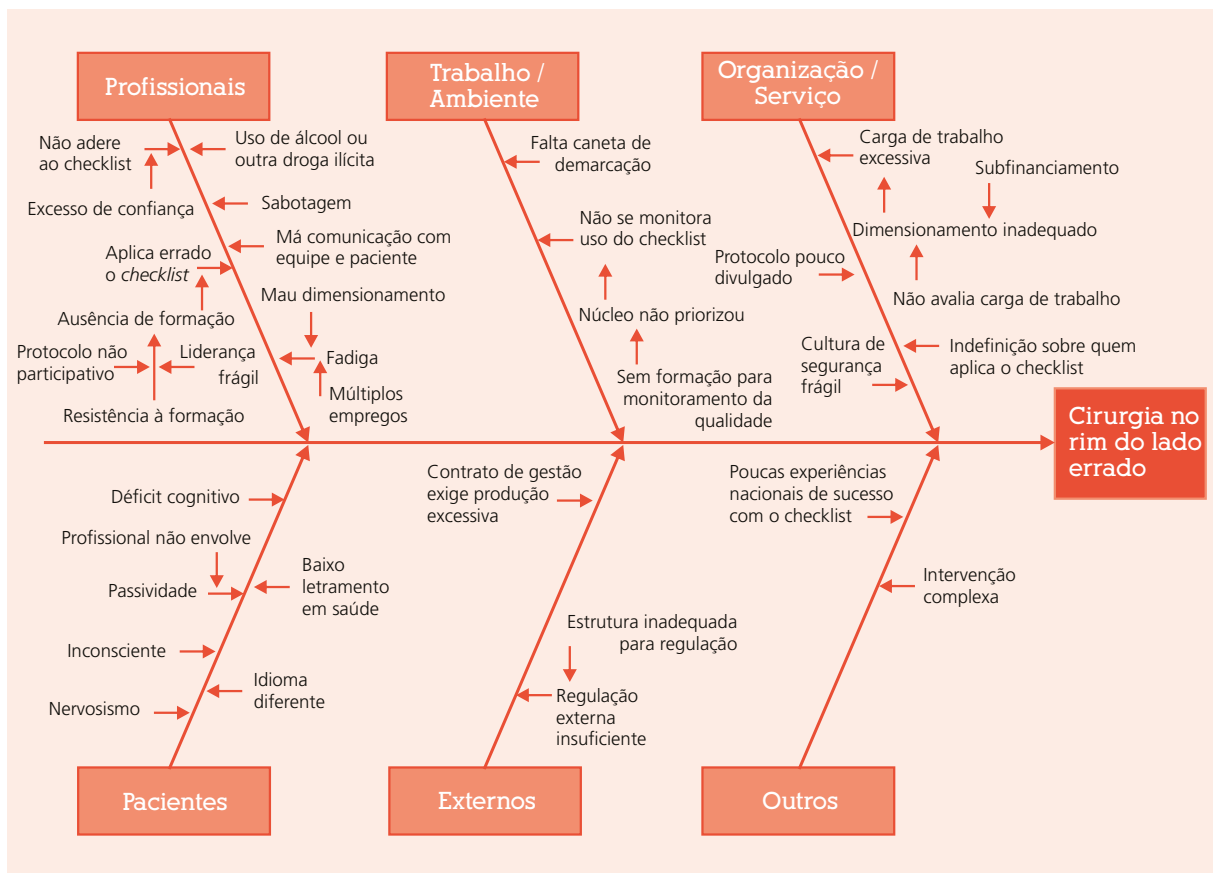 Profissionais
Trabalho /
Ambiente
Organização /
Serviço
Não adere
ao checklist
Uso de álcool ou
outra droga ilícita
Excesso de confiança
Sabotagem
Aplica errado
o checklist
Má comunicação com
equipe e paciente
Mau dimensionamento
Ausência de formação
Protocolo não
participativo
Liderança
frágil
Fadiga
Resistência à formação
Múltiplos
empregos
Falta caneta de
demarcação
Não se monitora
uso do checklist
Núcleo não priorizou
Sem formação para
monitoramento da
qualidade
Carga de trabalho
excessiva
Subfinanciamento
Dimensionamento inadequado
Protocolo pouco
divulgado
Não avalia carga de trabalho
Cultura de
segurança
frágil
Indefinição sobre quem
aplica o checklist
Cirurgia no
rim do lado
errado
Déficit cognitivo
Profissional não envolve
Passividade
Baixo
letramento
em saúde
Inconsciente
Idioma
diferente
Nervosismo
Contrato de gestão
exige produção
excessiva
Estrutura inadequada
para regulação
Regulação
externa
insuficiente
Poucas experiências
nacionais de sucesso
com o checklist
Intervenção
complexa
Pacientes
Externos
Outros